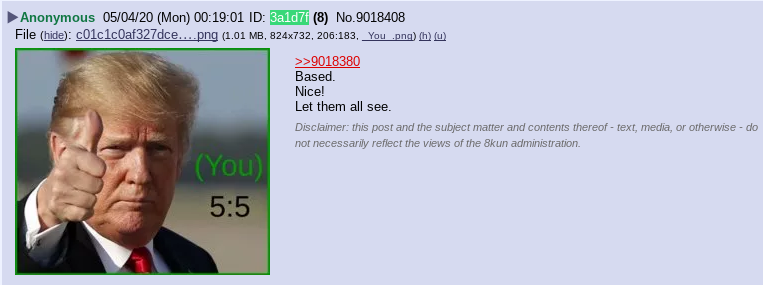 ▶Anonymous 05/04/20 (Mon) 00:19:01 ID: 3a1d7f (8) No.9018408
File (hide): c01c1c0af327dce….png (1.01 MB, 824x732, 206:183, _You_.png) (h) (u)
>>9018380
Based.
Nice!
Let them all see.
Disclaimer: this post and the subject matter and contents thereof - text, media, or otherwise - do
not necessarily reflect the views of the 8kun administration.
(You)
5:5